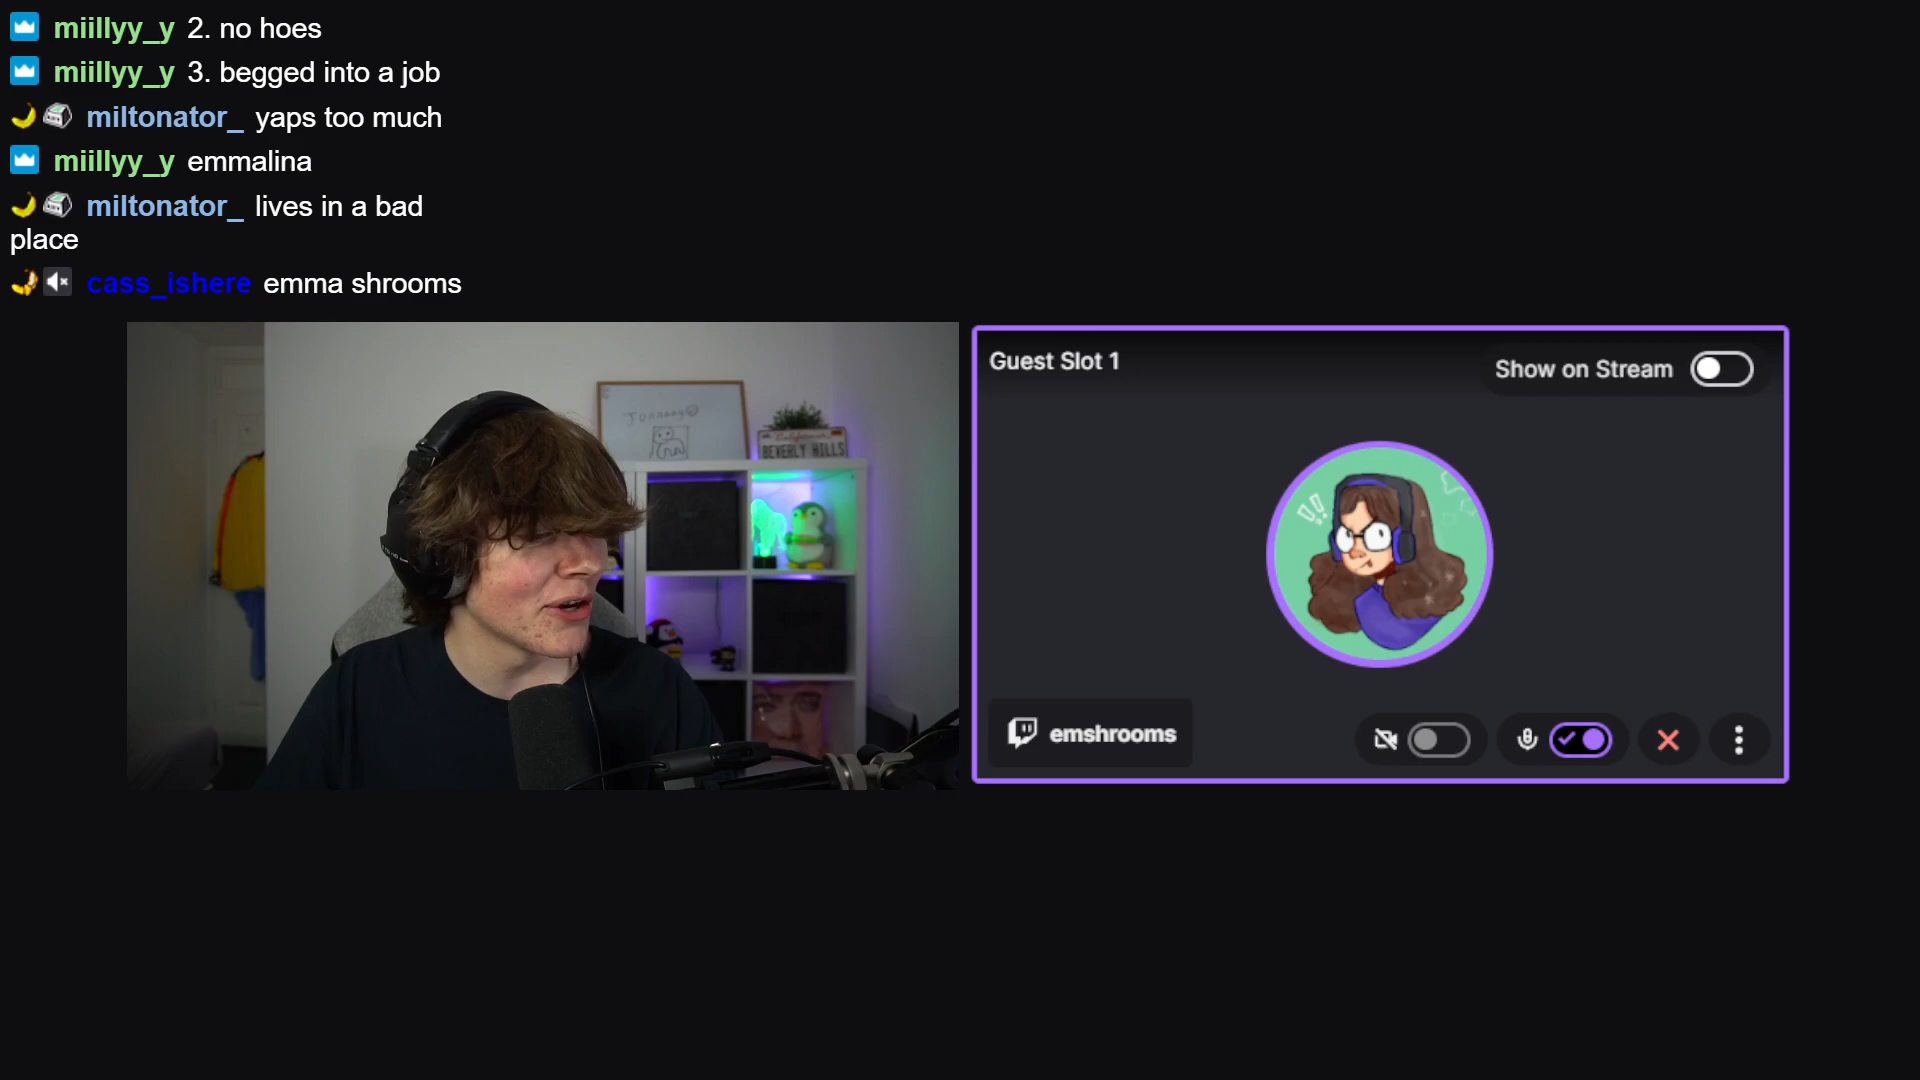 miillyy_y 2. no hoes
miillyy_y 3. begged into a job
miltonator_ yaps too much
miillyy_y emmalina
miltonator_ lives in a bad
place
cass_ishere emma shrooms
Guest Slot 1
Show on Stream
California
BEVERLY HILLS
emshrooms